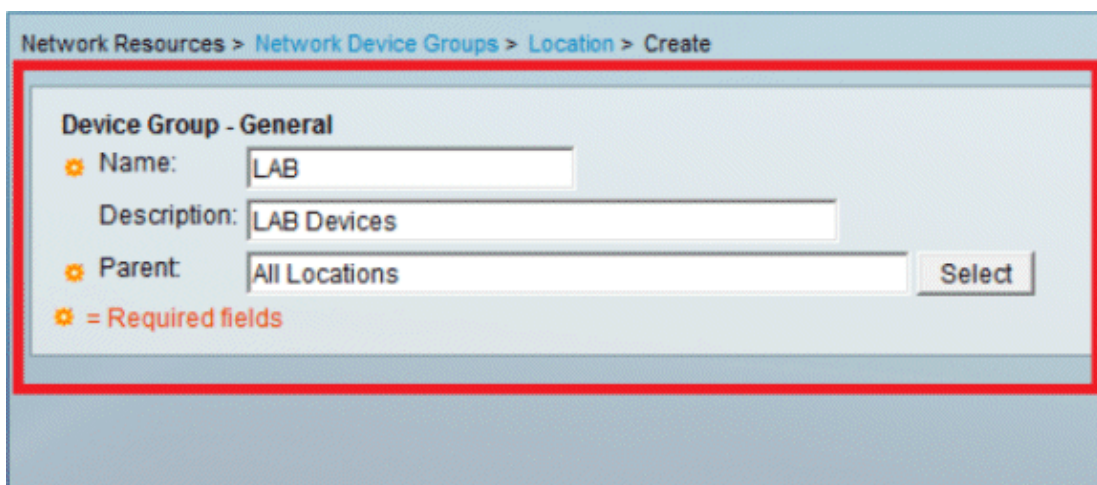 Network Resources > Network Device Groups > Location > Create
Device Group - General
Name: LAB
Description: LAB Devices
Parent: All Locations Select
= Required fields